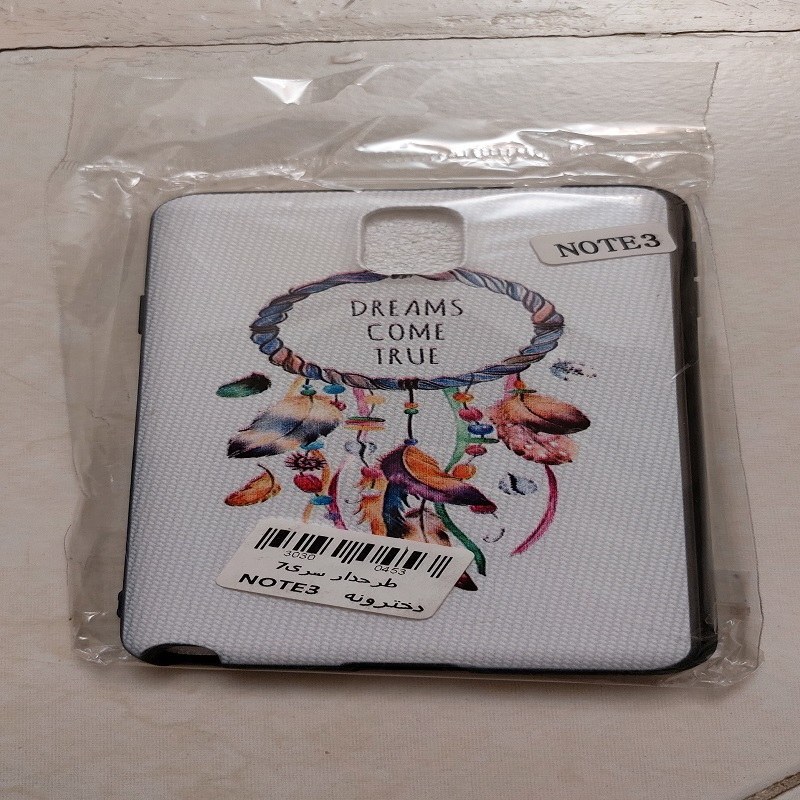 NOTE3
DREAMS
COME
TRUE
3030 0453
طرحدار سری7
NOTE3 دخترونه